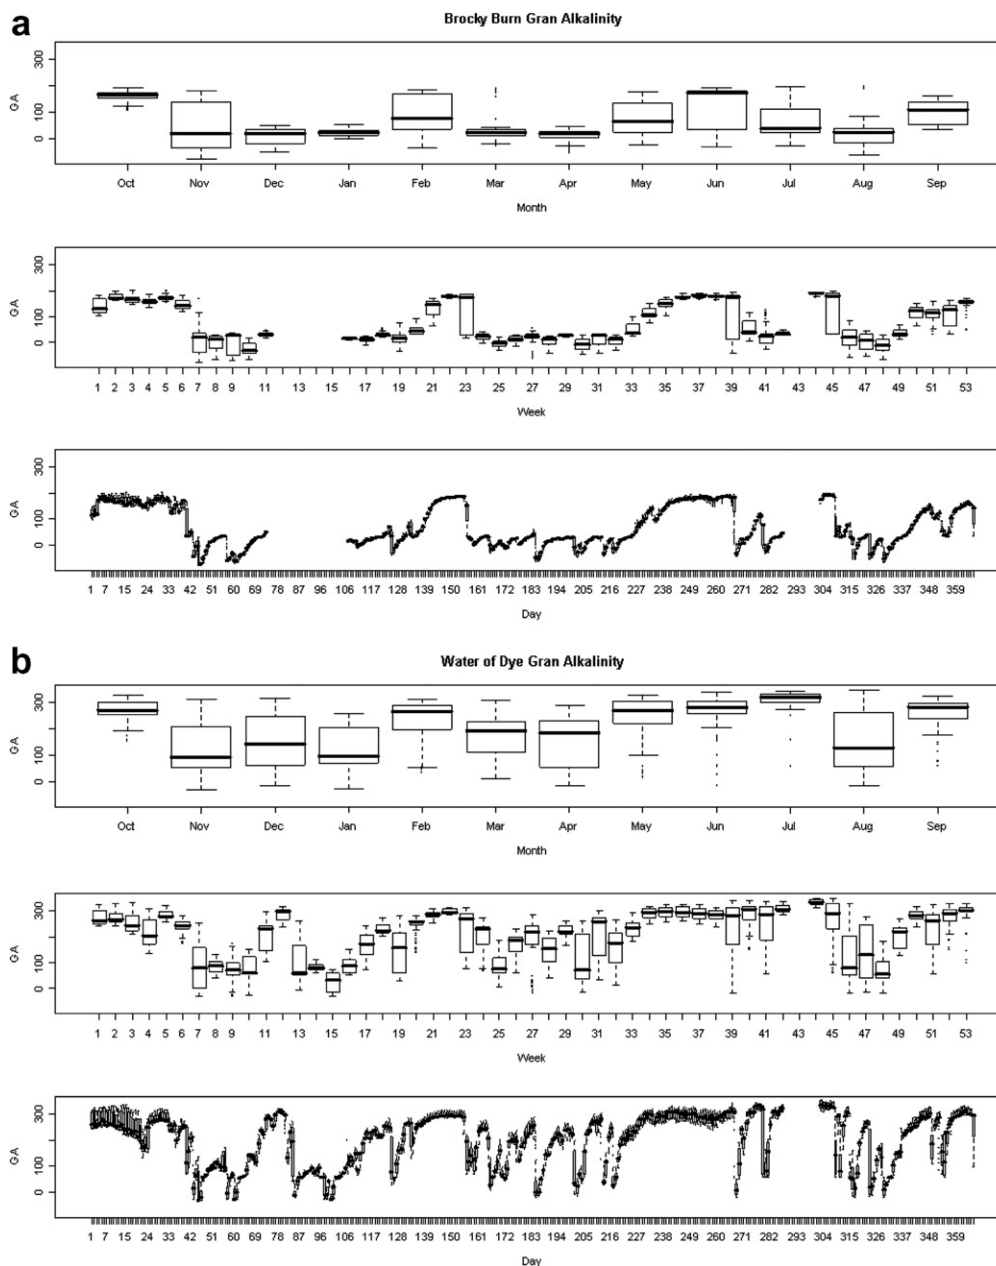 a
Brocky Burn Gran Alkalinity
300
100
0
GA
Oct Nov Dec Jan Feb Mar Apr May Jun Jul Aug Sep
Month
300
100
0
GA
1 2 3 4 5 6 7 8 9 11 13 15 17 19 21 23 25 27 29 31 33 35 37 39 41 43 45 47 49 51 53
Week
300
100
0
GA
1 7 15 24 33 42 51 60 69 78 87 96 106 117 128 139 150 161 172 183 194 205 216 227 238 249 260 271 282 293 304 315 326 337 348 359
Day
b
Water of Dye Gran Alkalinity
300
100
0
GA
Oct Nov Dec Jan Feb Mar Apr May Jun Jul Aug Sep
Month
300
100
0
GA
1 2 3 4 5 6 7 8 9 11 13 15 17 19 21 23 25 27 29 31 33 35 37 39 41 43 45 47 49 51 53
Week
300
100
0
GA
1 7 15 24 33 42 51 60 69 78 87 96 106 117 128 139 150 161 172 183 194 205 216 227 238 249 260 271 282 293 304 315 326 337 348 359
Day